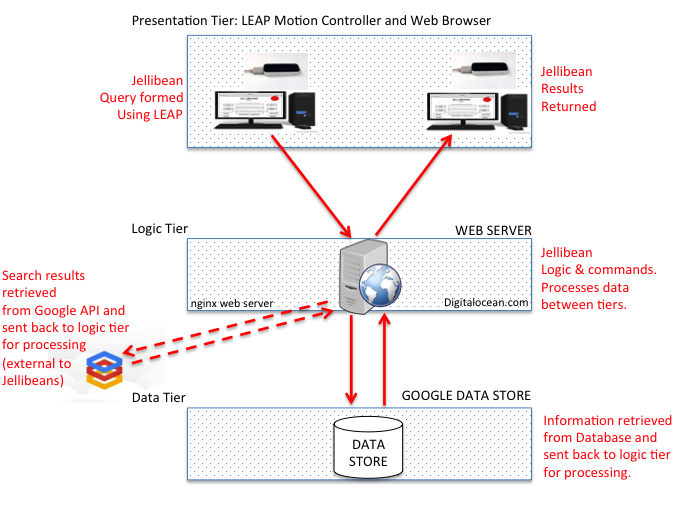 Presentation Tier: LEAP Motion Controller and Web Browser
Jellibean
Query formed
Using LEAP
Jellibean
Results
Returned
Logic Tier
WEB SERVER
nginx web server
Digitalocean.com
Jellibean
Logic & commands.
Processes data
between tiers.
Search results
retrieved
from Google API and
sent back to logic tier
for processing
(external to
Jellibeans)
Data Tier
GOOGLE DATA STORE
DATA
STORE
Information retrieved
from Database and
sent back to logic tier
for processing.